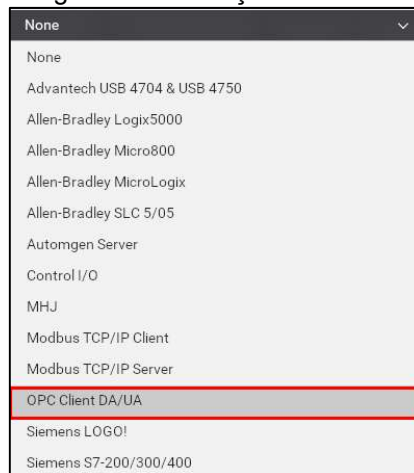 None
None
Advantech USB 4704 & USB 4750
Allen-Bradley Logix5000
Allen-Bradley Micro800
Allen-Bradley MicroLogix
Allen-Bradley SLC 5/05
Automgen Server
Control I/O
MHJ
Modbus TCP/IP Client
Modbus TCP/IP Server
OPC Client DA/UA
Siemens LOGO!
Siemens S7-200/300/400